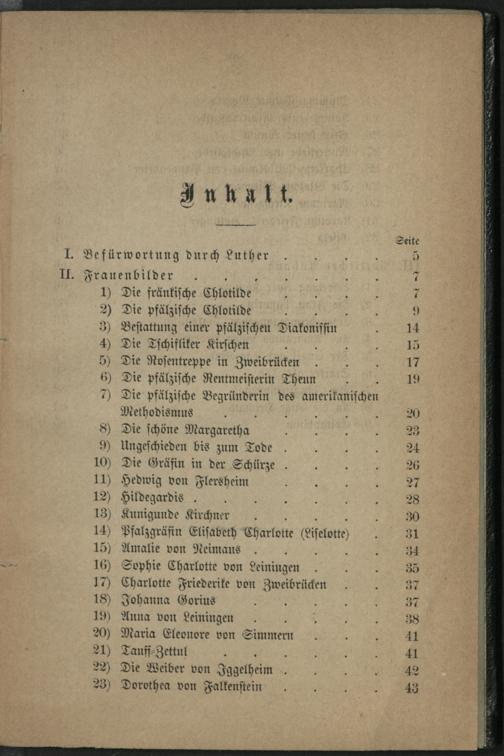 Inhalt.
Seite
I. Befürwortung durch Luther . . . . 5
II. Frauenbilder . . . . . . 7
1) Die fränkische Chlotilde . . . . 7
2) Die pfälzische Chlotilde . . . . 9
3) Bestattung einer pfälzischen Diakonissin . 14
4) Die Tschifliker Kirschen . . . . 15
5) Die Rosentreppe in Zweibrücken . . . 17
6) Die pfälzische Rentmeisterin Thenn . . 19
7) Die pfälzische Begründerin des amerikanischen
Methodismus . . . . . 20
8) Die schöne Margaretha . . . . 23
9) Ungeschieden bis zum Tode . . . . 24
10) Die Gräfin in der Schürze . . . . 26
11) Hedwig von Flersheim . . . . 27
12) Hildegardis . . . . . . 28
13) Kunigunde Kirchner . . . . . 30
14) Pfalzgräfin Elisabeth Charlotte (Liselotte) . 31
15) Amalie von Reimaus . . . . . 34
16) Sophie Charlotte von Leiningen . . . 35
17) Charlotte Friederike von Zweibrücken . . 37
18) Johanna Gorius . . . . . 37
19) Anna von Leiningen . . . . . 38
20) Maria Eleonore von Simmern . . . 41
21) Tauff-Zettul . . . . . 41
22) Die Weiber von Iggelheim . . . . 42
23) Dorothea von Falkenstein . . . . 43